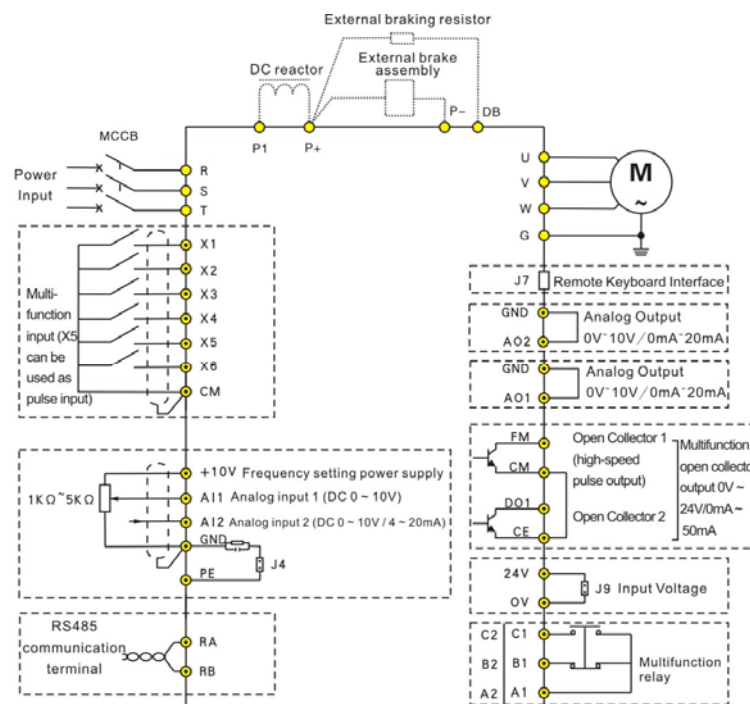 External braking resistor
External brake
assembly
DC reactor
P- DB
MCCB
P1 P+
Power
Input
R
S
T
U
V
W
G
M
~
X1
X2
X3
X4
X5
X6
CM
Multi-
function
input (X5
can be
used as
pulse input)
J7 Remote Keyboard Interface
GND
AO2
Analog Output
0V~10V/0mA~20mA
GND
AO1
Analog Output
0V~10V/0mA~20mA
FM
CM
DO1
CE
Open Collector 1
(high-speed
pulse output)
Open Collector 2
Multifunction
open collecto
output 0V ~
24V/0mA ~
50mA
1KΩ~5KΩ
+10V Frequency setting power supply
AI1 Analog input 1 (DC 0 ~ 10V)
AI2 Analog input 2 (DC 0 ~ 10V / 4 ~ 20mA)
GND
J4
PE
24V
0V
J9 Input Voltage
RS485
communication
terminal
RA
RB
C2 C1
B2 B1
A2 A1
Multifunction
relay